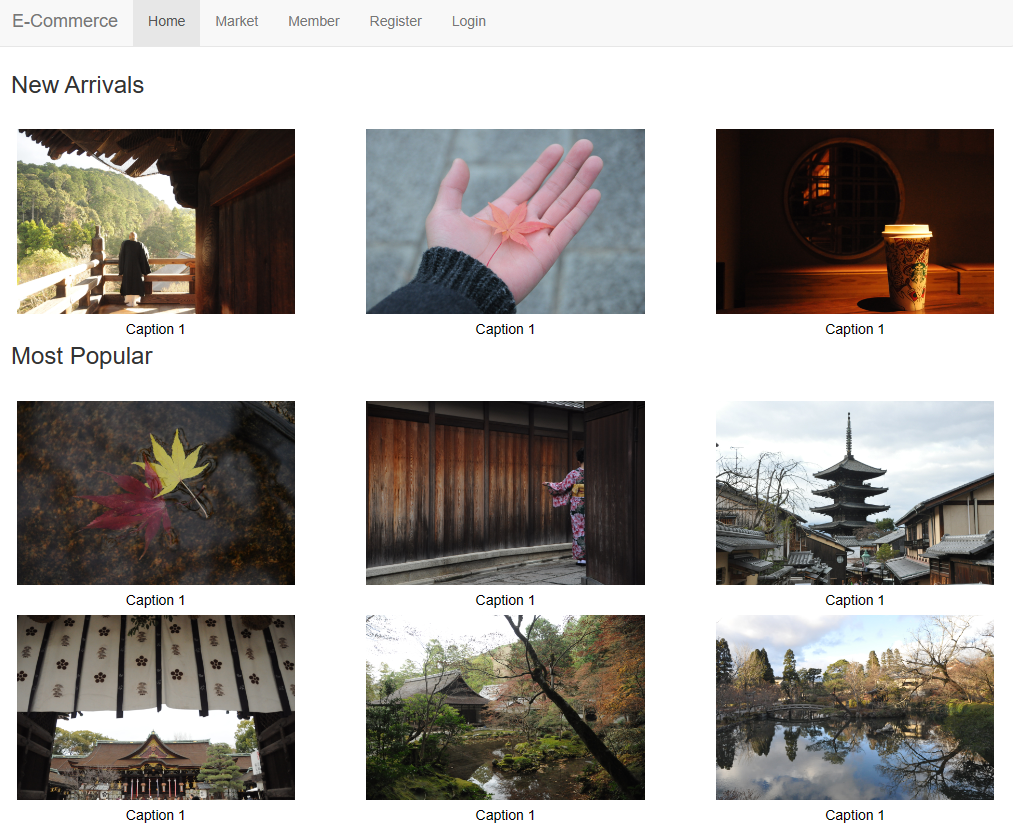 E-Commerce Home Market Member Register Login
New Arrivals
Caption 1 Caption 1 Caption 1
Most Popular
Caption 1 Caption 1 Caption 1
Caption 1 Caption 1 Caption 1